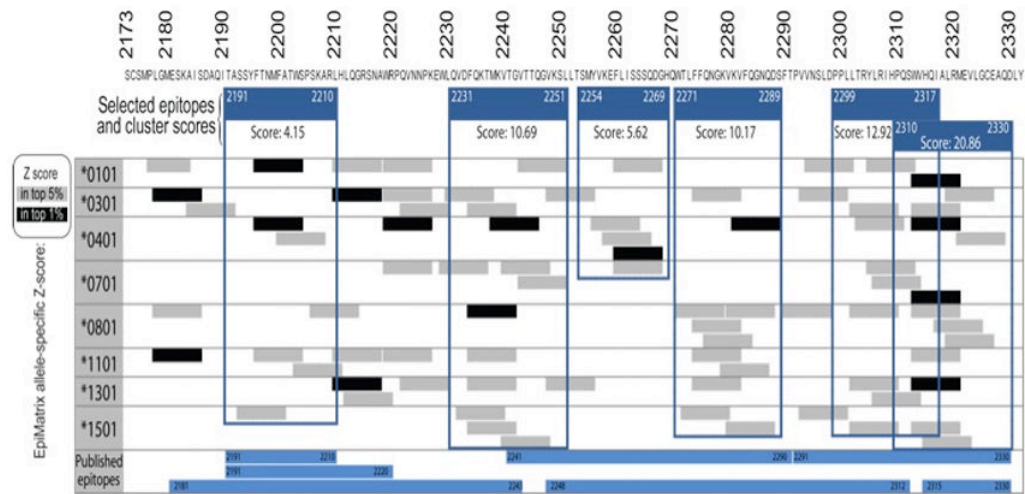 2173 2180 2190 2200 2210 2220 2230 2240 2250 2260 2270 2280 2290 2300 2310 2320 2330
SCSMPLGMESKAISDAQITASSYFTNMFATWSPSKARLHLQGRSNAWRPQVNNPKEWLQVDFQKTMKVTGVTTQGVKSLLTSMYVKEFLISSSQDGHQWTLFFQNGKVKVFQGNQDSFTPVVNSLDPPLLTRYLRIHPQSWVHQIALRMEVLGCEAQDLY
Selected epitopes
and cluster scores
2191 2210
Score: 4.15
2231 2251
Score: 10.69
2254 2269
Score: 5.62
2271 2289
Score: 10.17
2299 2317
Score: 12.92
2310 2330
Score: 20.86
Z score
in top 5%
in top 1%
EpiMatrix allele-specific Z-score:
*0101
*0301
*0401
*0701
*0801
*1101
*1301
*1501
Published
epitopes
2191 2210
2241 2290
2291 2330
2191 2220
2181 2243
2248 2312
2315 2330